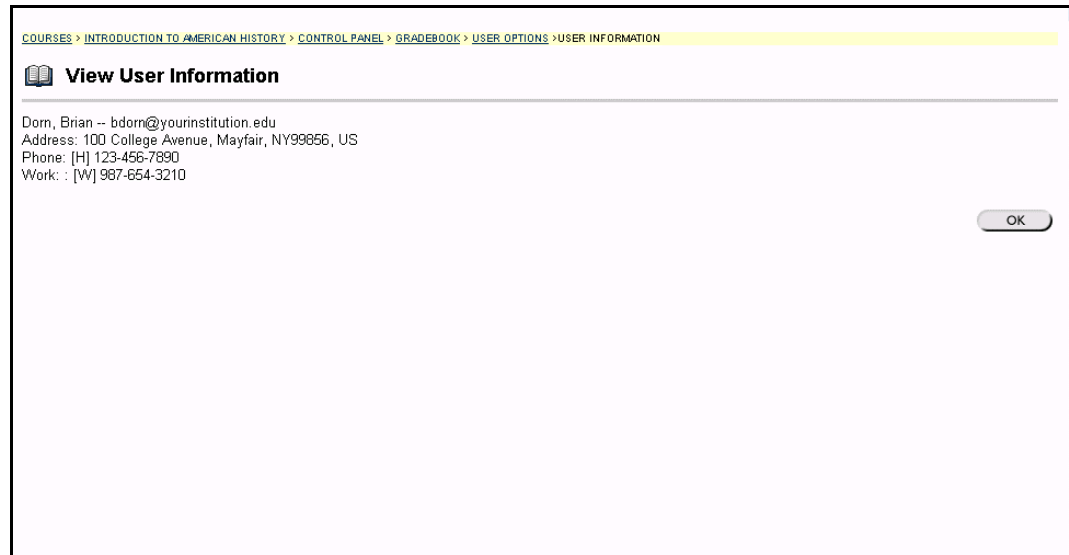 COURSES > INTRODUCTION TO AMERICAN HISTORY > CONTROL PANEL > GRADEBOOK > USER OPTIONS >USER INFORMATION
View User Information
Dorn, Brian -- bdorn@yourinstitution.edu
Address: 100 College Avenue, Mayfair, NY99856, US
Phone: [H] 123-456-7890
Work: : [W] 987-654-3210
OK